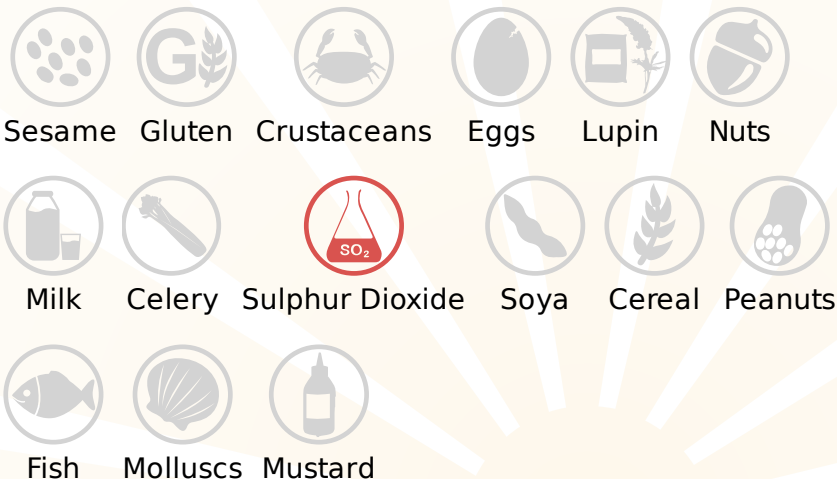 G
Sesame Gluten Crustaceans Eggs Lupin Nuts
SO₂
Milk Celery Sulphur Dioxide Soya Cereal Peanuts
Fish Molluscs Mustard